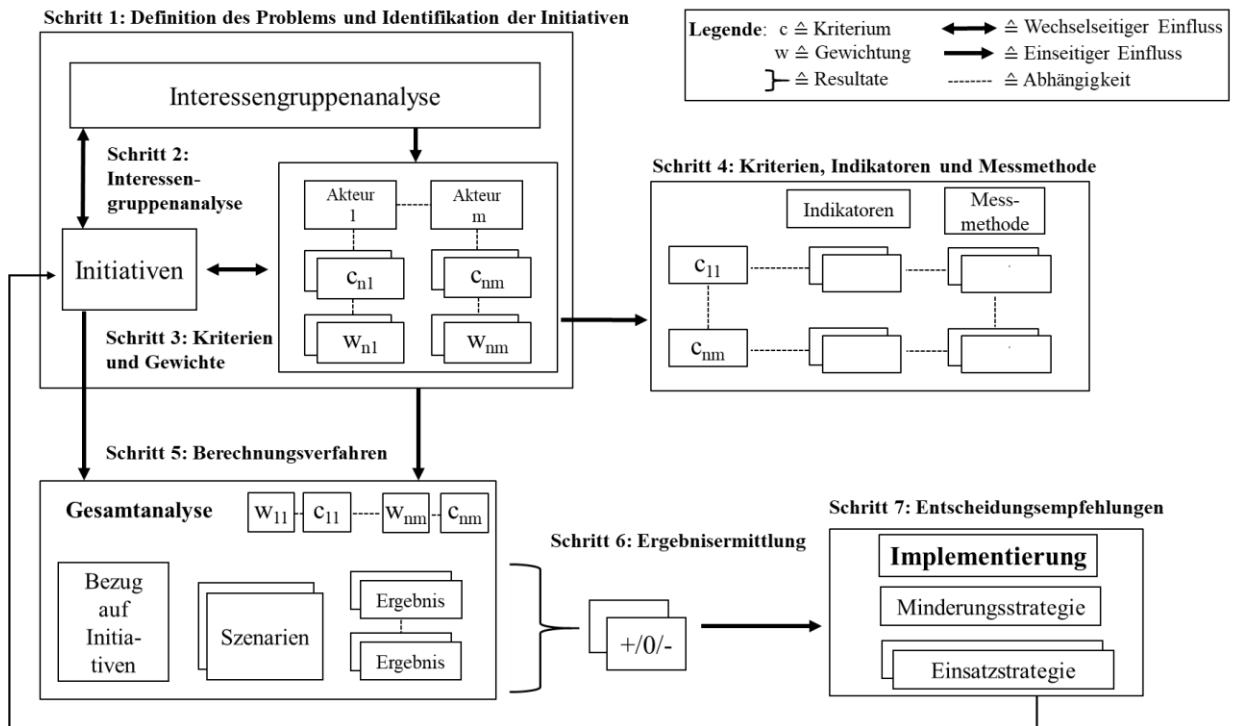 Schritt 1: Definition des Problems und Identifikation der Initiativen
Legende: c ≙ Kriterium
w ≙ Gewichtung
≙ Resultate
≙ Wechselseitiger Einfluss
≙ Einseitiger Einfluss
≙ Abhängigkeit
Interessengruppenanalyse
Schritt 2:
Interessen-
gruppenanalyse
Akteur
1
Akteur
m
Initiativen
cn1
cnm
wn1
wnm
Schritt 3: Kriterien
und Gewichte
Schritt 4: Kriterien, Indikatoren und Messmethode
Indikatoren
Mess-
methode
c11
cnm
Schritt 5: Berechnungsverfahren
Gesamtanalyse
w11 c11 wnm cnm
Bezug
auf
Initia-
tiven
Szenarien
Ergebnis
Ergebnis
Schritt 6: Ergebnisermittlung
+/0/-
Schritt 7: Entscheidungsempfehlungen
Implementierung
Minderungsstrategie
Einsatzstrategie